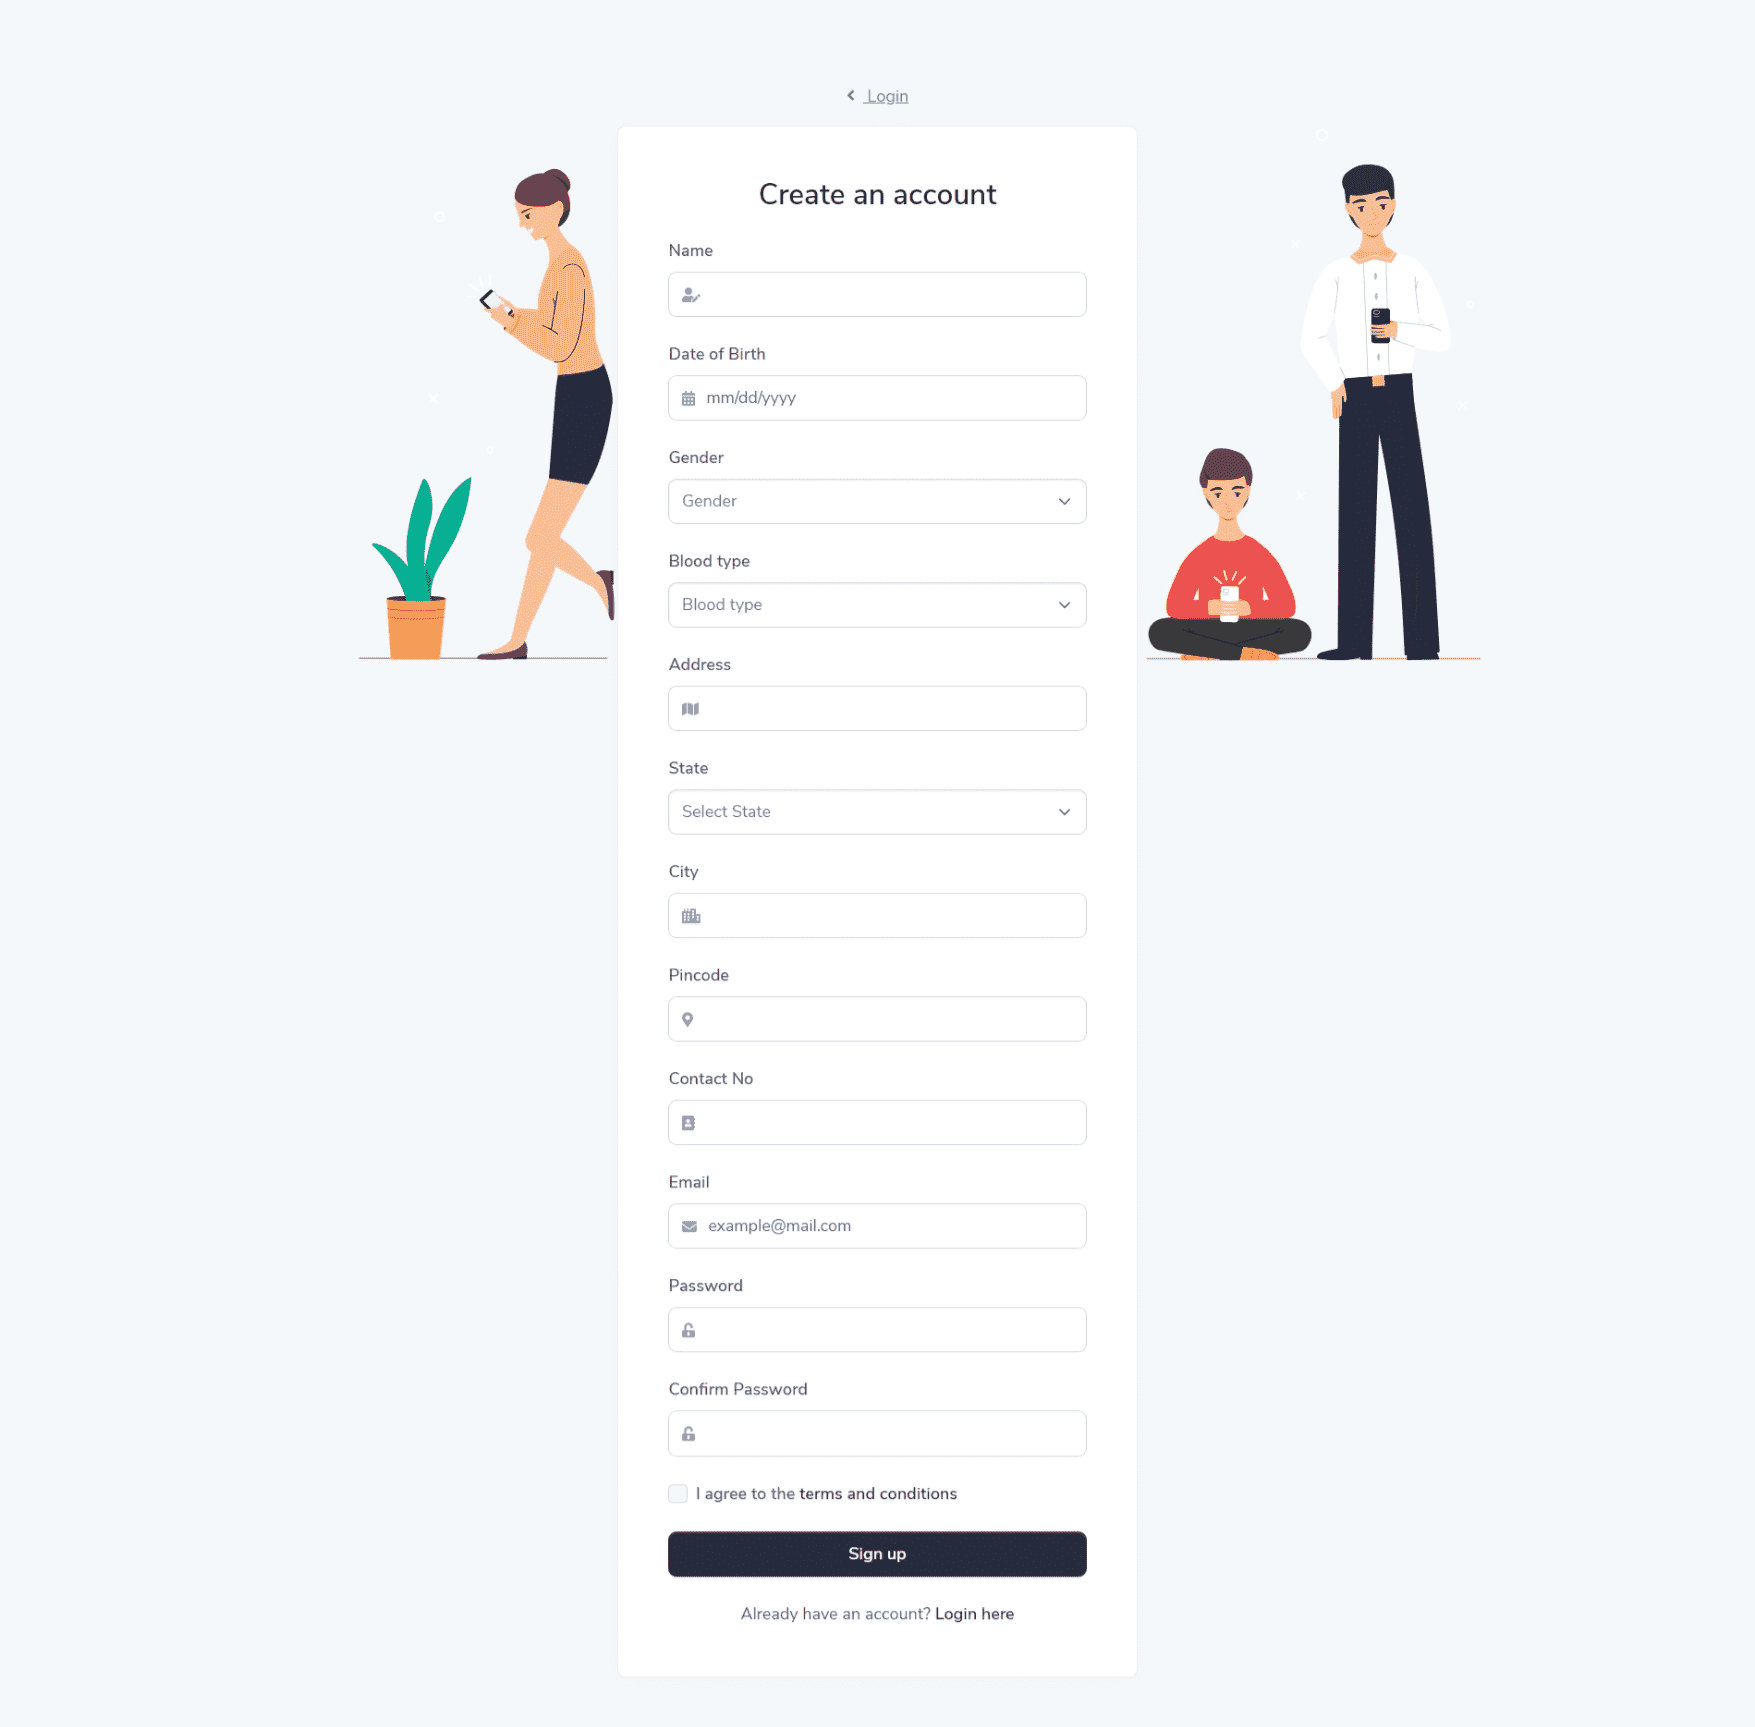 Login
Create an account
Name
Date of Birth
mm/dd/yyyy
Gender
Gender
Blood type
Blood type
Address
State
Select State
City
Pincode
Contact No
Email
example@mail.com
Password
Confirm Password
I agree to the terms and conditions
Sign up
Already have an account? Login here